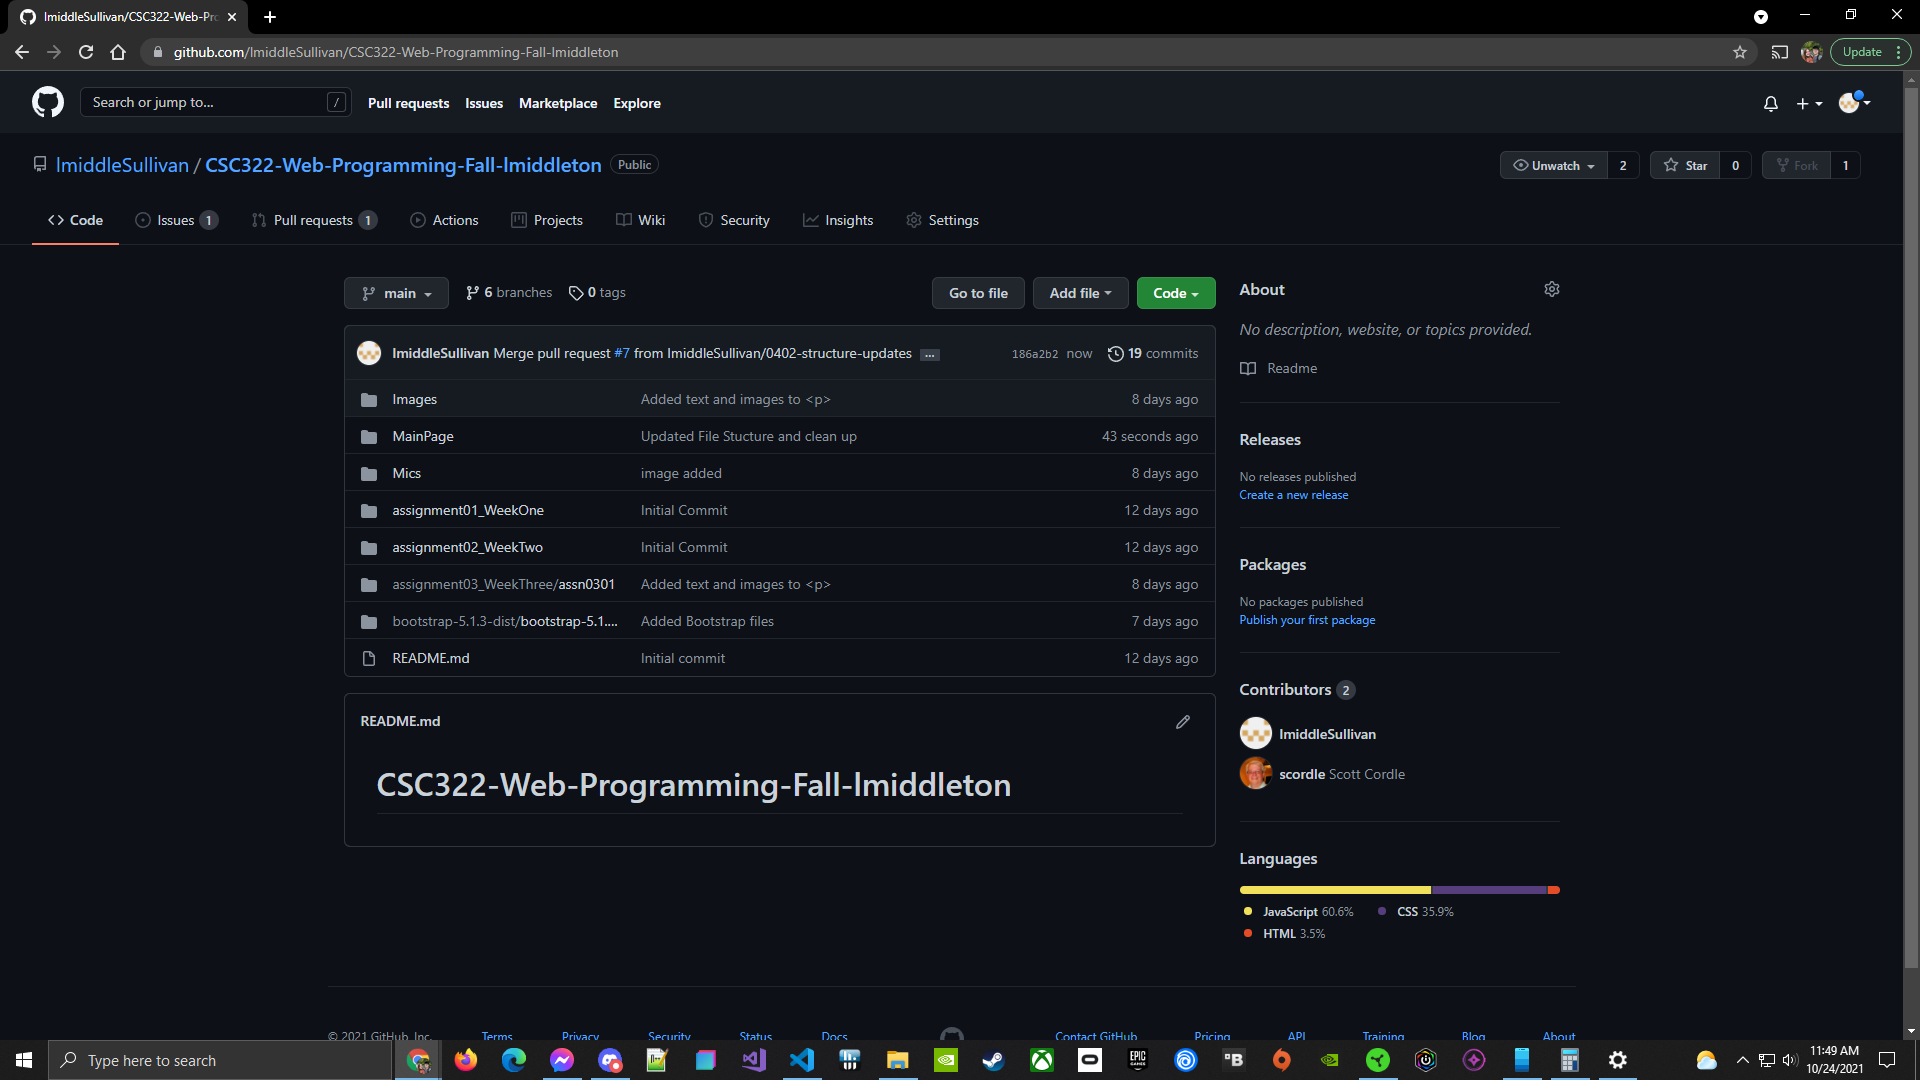 lmiddleSullivan/CSC322-Web-Pro
github.com/lmiddleSullivan/CSC322-Web-Programming-Fall-lmiddleton
Update
Search or jump to...
/
Pull requests Issues Marketplace Explore
lmiddleSullivan / CSC322-Web-Programming-Fall-lmiddleton Public
Unwatch 2 Star 0 Fork 1
Code Issues 1 Pull requests 1 Actions Projects Wiki Security Insights Settings
main 6 branches 0 tags Go to file Add file Code
lmiddleSullivan Merge pull request #7 from lmiddleSullivan/0402-structure-updates ... 186a2b2 now 19 commits
Images Added text and images to <p> 8 days ago
MainPage Updated File Stucture and clean up 43 seconds ago
Mics image added 8 days ago
assignment01_WeekOne Initial Commit 12 days ago
assignment02_WeekTwo Initial Commit 12 days ago
assignment03_WeekThree/assn0301 Added text and images to <p> 8 days ago
bootstrap-5.1.3-dist/bootstrap-5.1.... Added Bootstrap files 7 days ago
README.md Initial commit 12 days ago
README.md
CSC322-Web-Programming-Fall-lmiddleton
About
No description, website, or topics provided.
Readme
Releases
No releases published
Create a new release
Packages
No packages published
Publish your first package
Contributors 2
lmiddleSullivan
scordle Scott Cordle
Languages
JavaScript 60.6% CSS 35.9%
HTML 3.5%
© 2021 GitHub, Inc. Terms Privacy Security Status Docs Contact GitHub Pricing API Training Blog About
Type here to search
EPIC GAMES
B
11:49 AM
10/24/2021